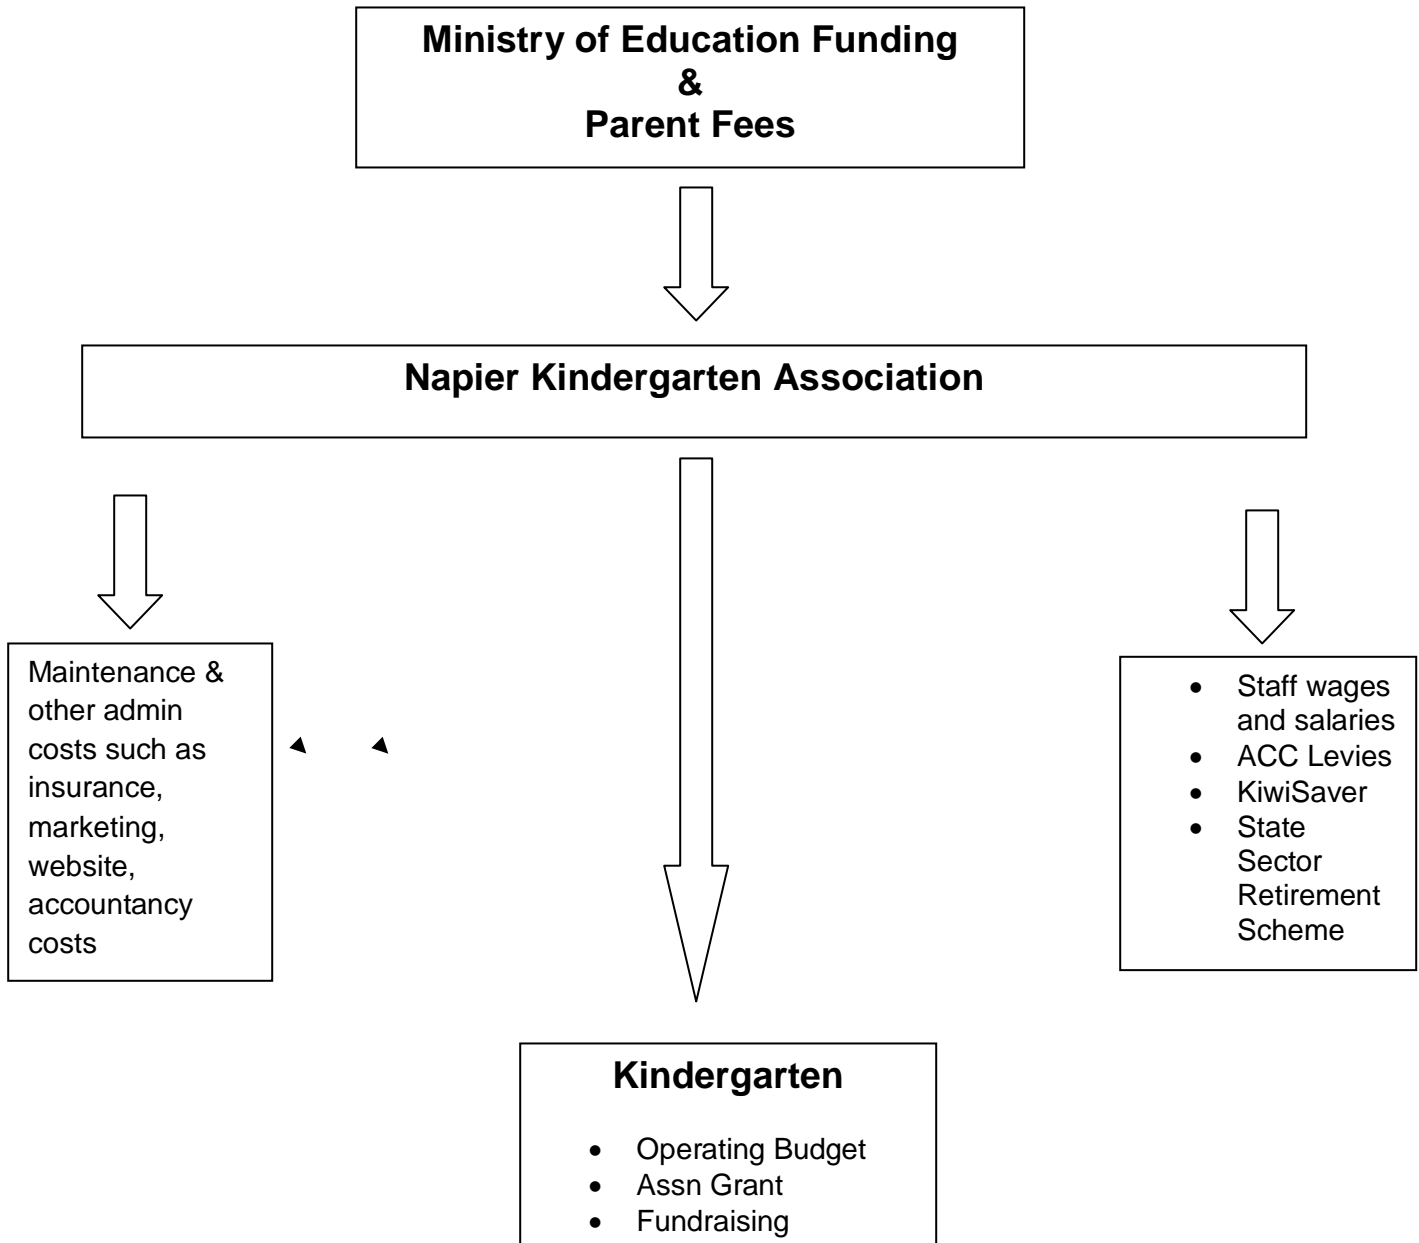 Ministry of Education Funding
&
Parent Fees
Napier Kindergarten Association
Maintenance &
other admin
costs such as
insurance,
marketing,
website,
accountancy
costs
• Staff wages
and salaries
• ACC Levies
• KiwiSaver
• State
Sector
Retirement
Scheme
Kindergarten
• Operating Budget
• Assn Grant
• Fundraising